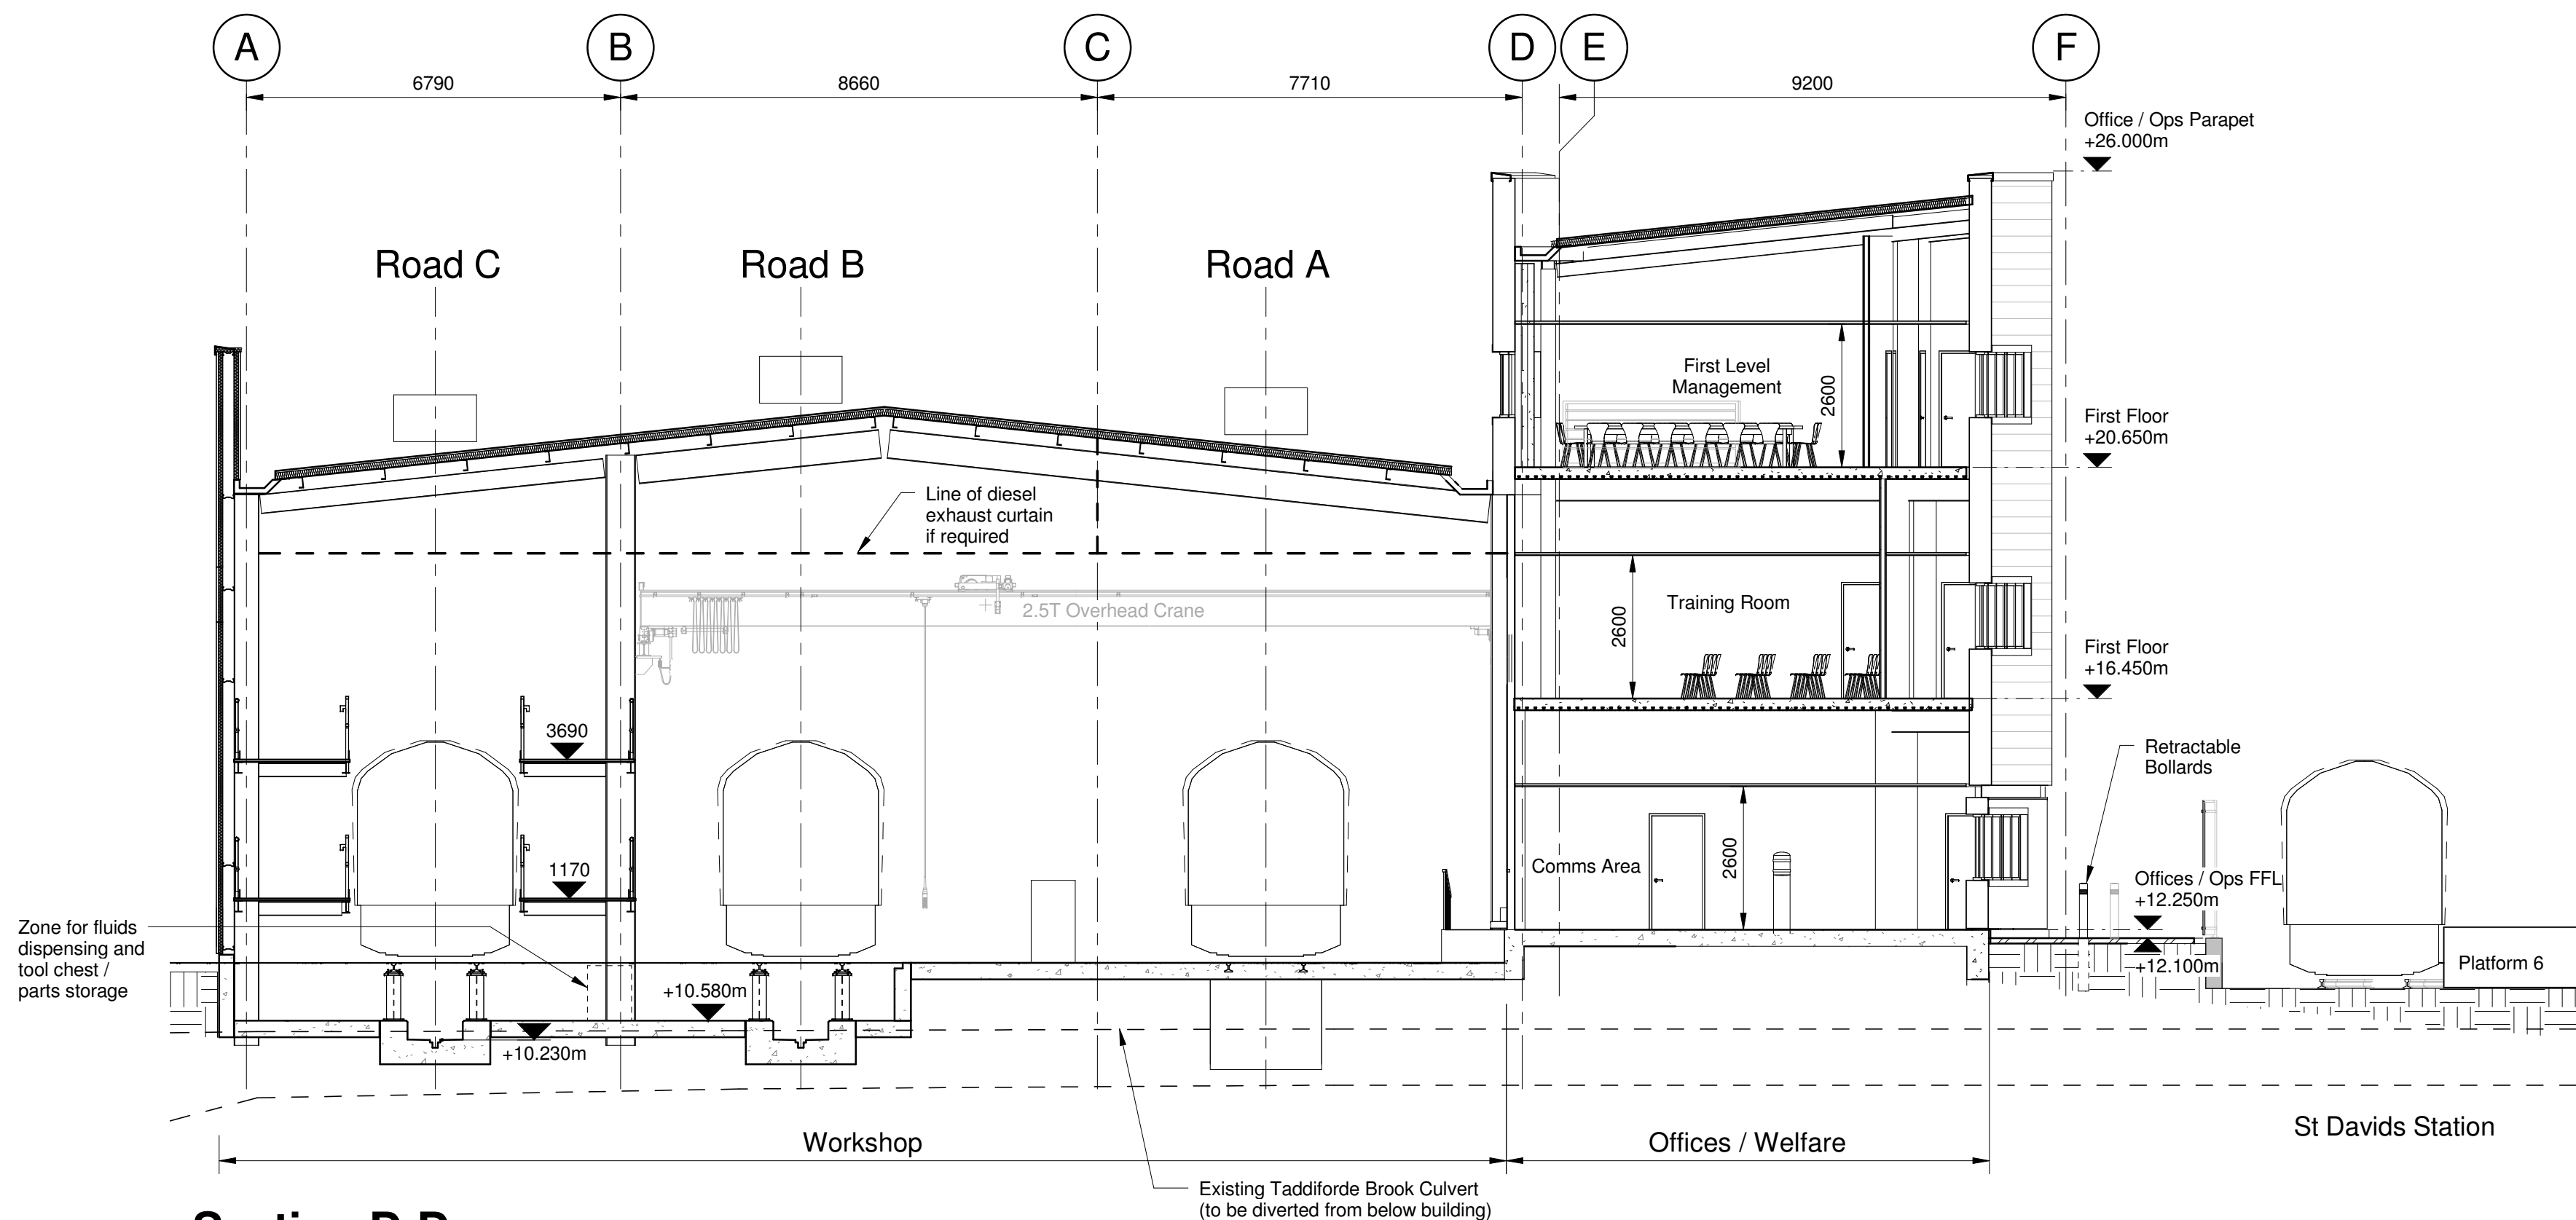 A
B
C
D
E
F
6790
8660
7710
9200
Office / Ops Parapet
+26.000m
Road C
Road B
Road A
First Level
Management
2600
First Floor
+20.650m
Line of diesel
exhaust curtain
if required
2.5T Overhead Crane
Training Room
2600
First Floor
+16.450m
3690
Retractable
Bollards
1170
Comms Area
2600
Offices / Ops FFL
+12.250m
Zone for fluids
dispensing and
tool chest /
parts storage
+12.100m
Platform 6
+10.580m
+10.230m
St Davids Station
Workshop
Offices / Welfare
Existing Taddiforde Brook Culvert
(to be diverted from below building)